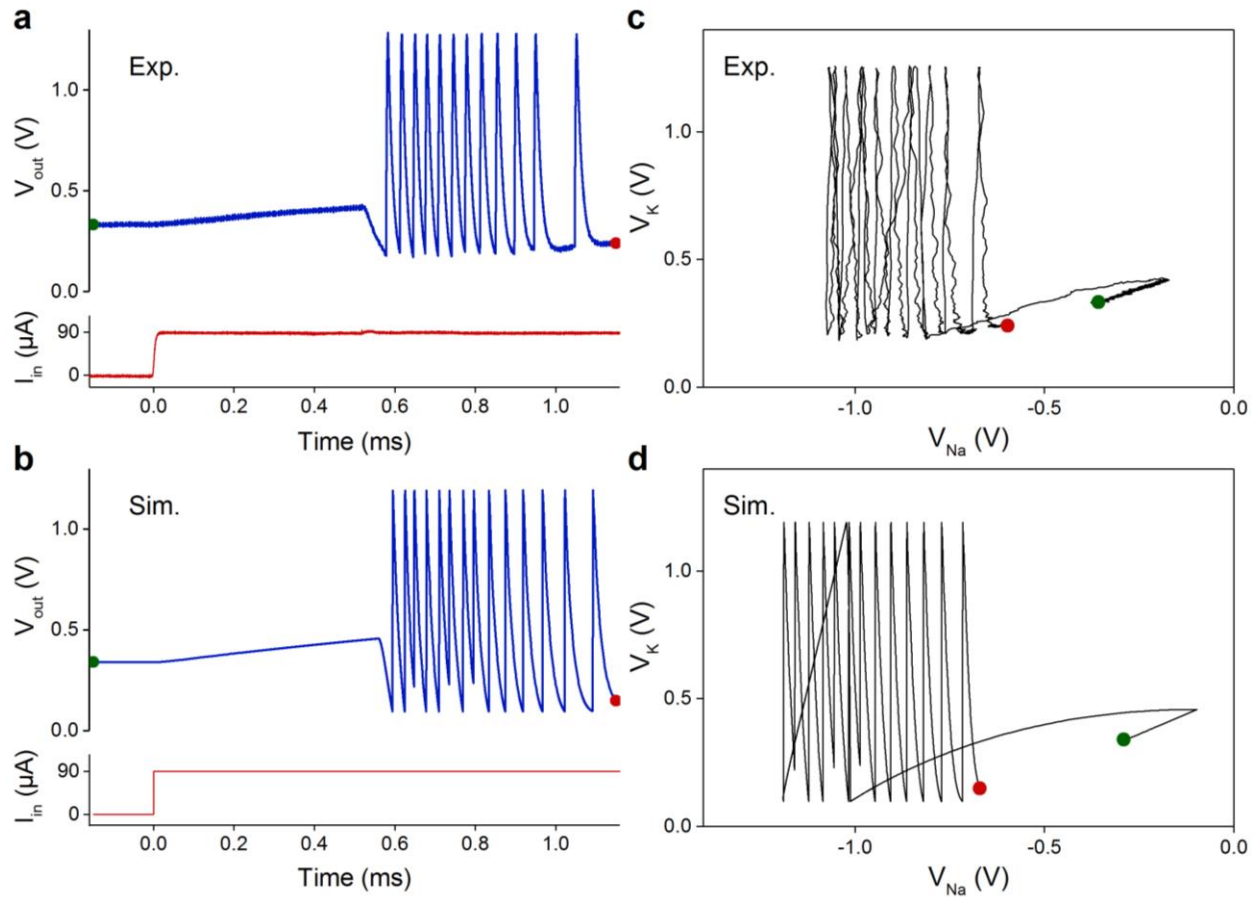 a
Exp.
V_out (V)
1.0
0.5
0.0
I_in (μA)
90
0
0.0 0.2 0.4 0.6 0.8 1.0
Time (ms)
b
Sim.
V_out (V)
1.0
0.5
0.0
I_in (μA)
90
0
0.0 0.2 0.4 0.6 0.8 1.0
Time (ms)
c
Exp.
V_K (V)
1.0
0.5
0.0
-1.0 -0.5 0.0
V_Na (V)
d
Sim.
V_K (V)
1.0
0.5
0.0
-1.0 -0.5 0.0
V_Na (V)